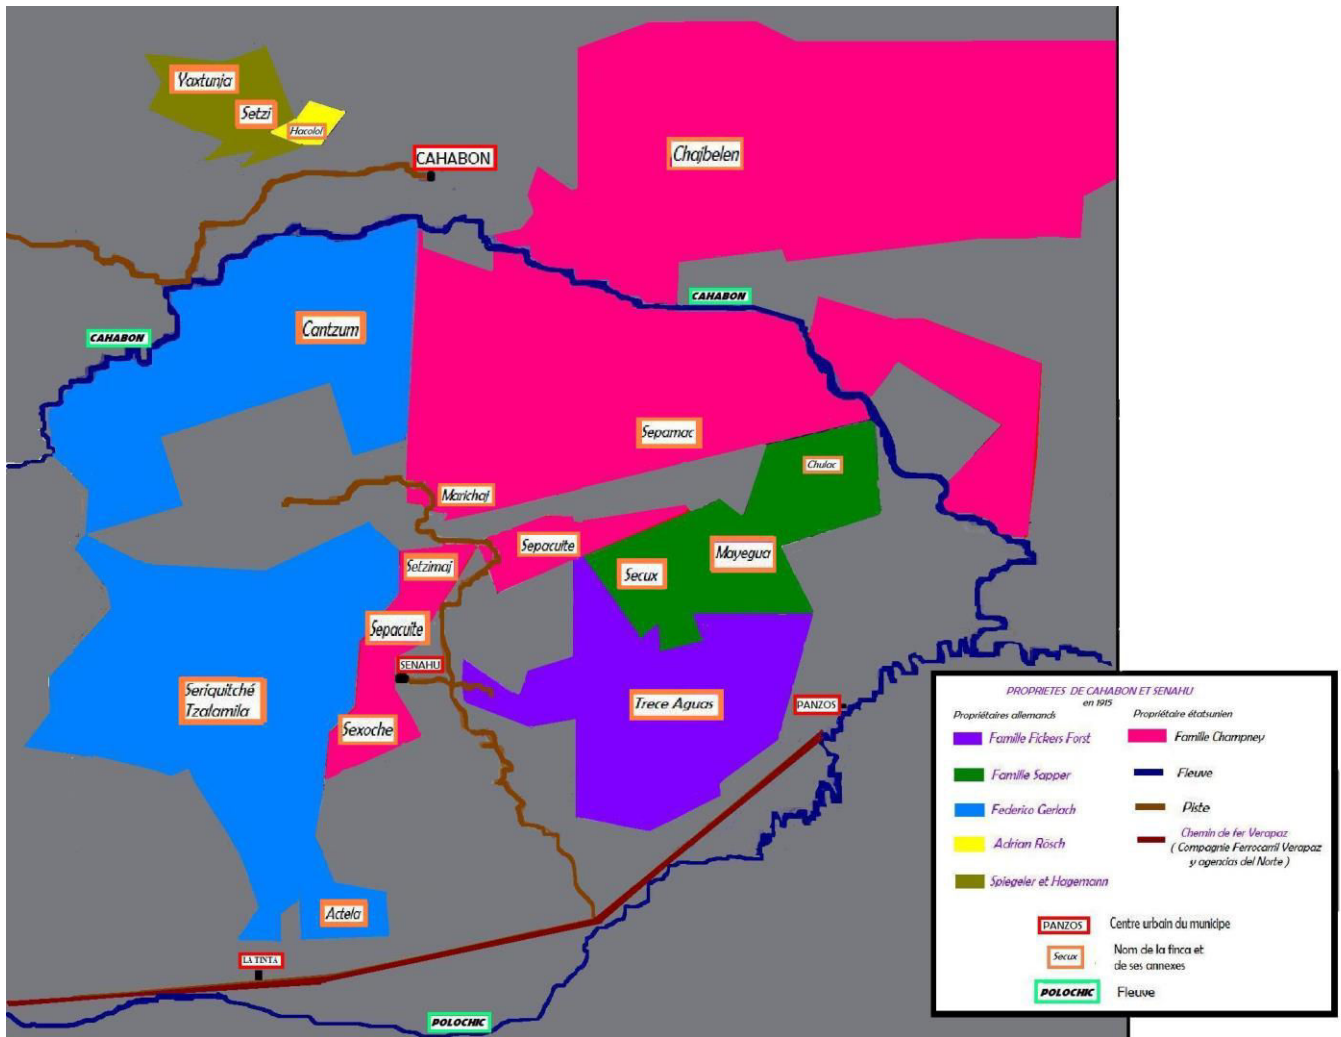 Yaxtunja
Setzi
Hacolol
CAHABON
Chajbelen
CAHABON
CAHABON
Cantzum
Sepamac
Chulac
Marichaj
Sepacuite
Setzimaj
Secux
Mayegua
Sepacuite
SENAHU
Seriquitché
Tzalamila
Trece Aguas
PANZOS
Sexoche
Actela
LA TINTA
POLOCHIC
PROPRIETES DE CAHABON ET SENAHU
en 1915
Propriétaires allemands
Propriétaire étatsunien
Famille Fickers Forst
Famille Champney
Famille Sapper
Fleuve
Federico Gerlach
Piste
Adrian Rösch
Chemin de fer Verapaz
( Compagnie Ferrocarril Verapaz
y agencias del Norte )
Spiegeler et Hagemann
PANZOS
Centre urbain du municipe
Secux
Nom de la finca et
de ses annexes
POLOCHIC
Fleuve